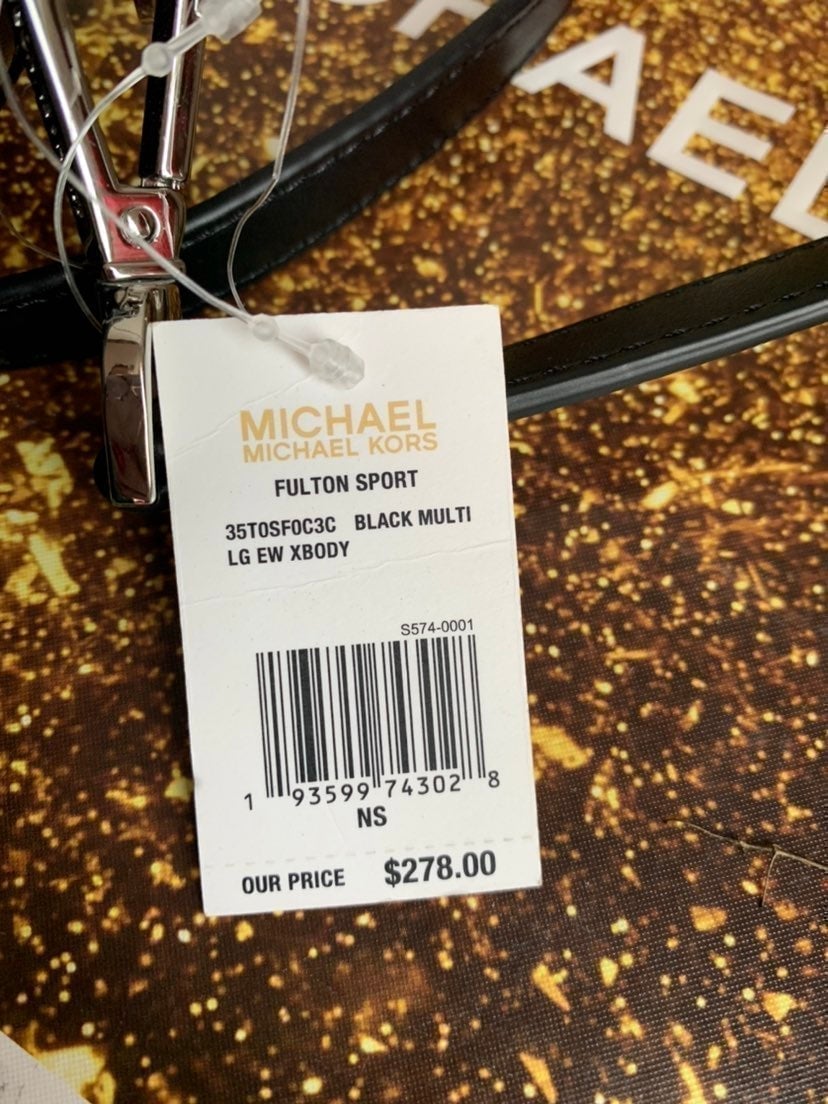 AEL
MICHAEL
MICHAEL KORS
FULTON SPORT
35T0SF0C3C BLACK MULTI
LG EW XBODY
S574-0001
1 93599 74302 8
NS
OUR PRICE $278.00